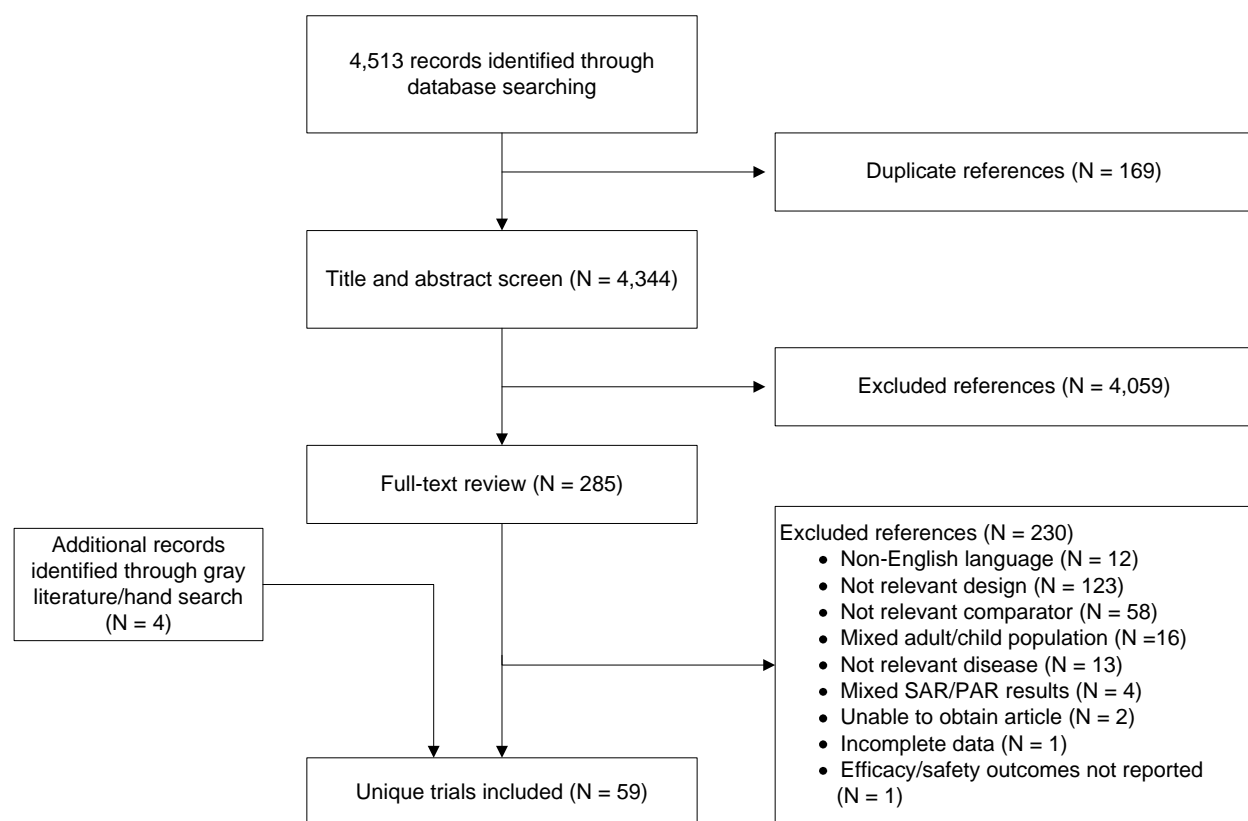 4,513 records identified through
database searching
Duplicate references (N = 169)
Title and abstract screen (N = 4,344)
Excluded references (N = 4,059)
Full-text review (N = 285)
Additional records
identified through gray
literature/hand search
(N = 4)
Excluded references (N = 230)
• Non-English language (N = 12)
• Not relevant design (N = 123)
• Not relevant comparator (N = 58)
• Mixed adult/child population (N =16)
• Not relevant disease (N = 13)
• Mixed SAR/PAR results (N = 4)
• Unable to obtain article (N = 2)
• Incomplete data (N = 1)
• Efficacy/safety outcomes not reported
(N = 1)
Unique trials included (N = 59)